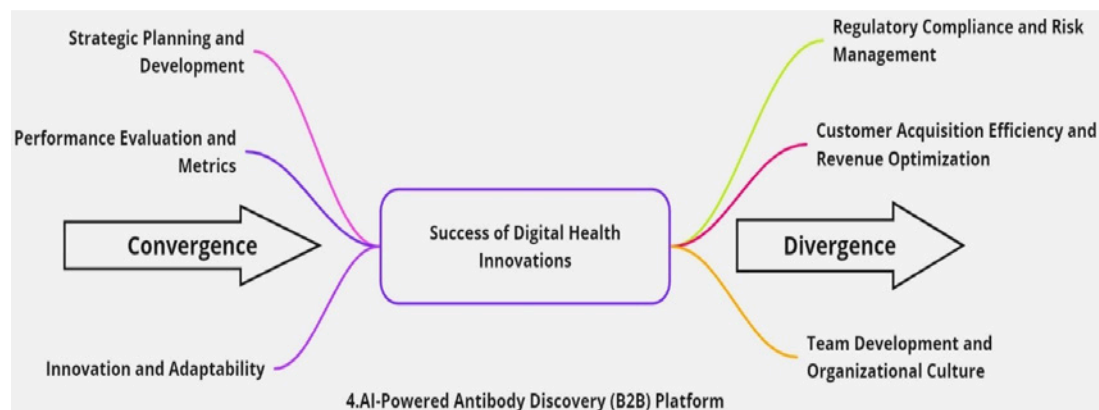 Strategic Planning and
Development
Performance Evaluation and
Metrics
Convergence
Innovation and Adaptability
Success of Digital Health
Innovations
Regulatory Compliance and Risk
Management
Customer Acquisition Efficiency and
Revenue Optimization
Divergence
Team Development and
Organizational Culture
4.AI-Powered Antibody Discovery (B2B) Platform